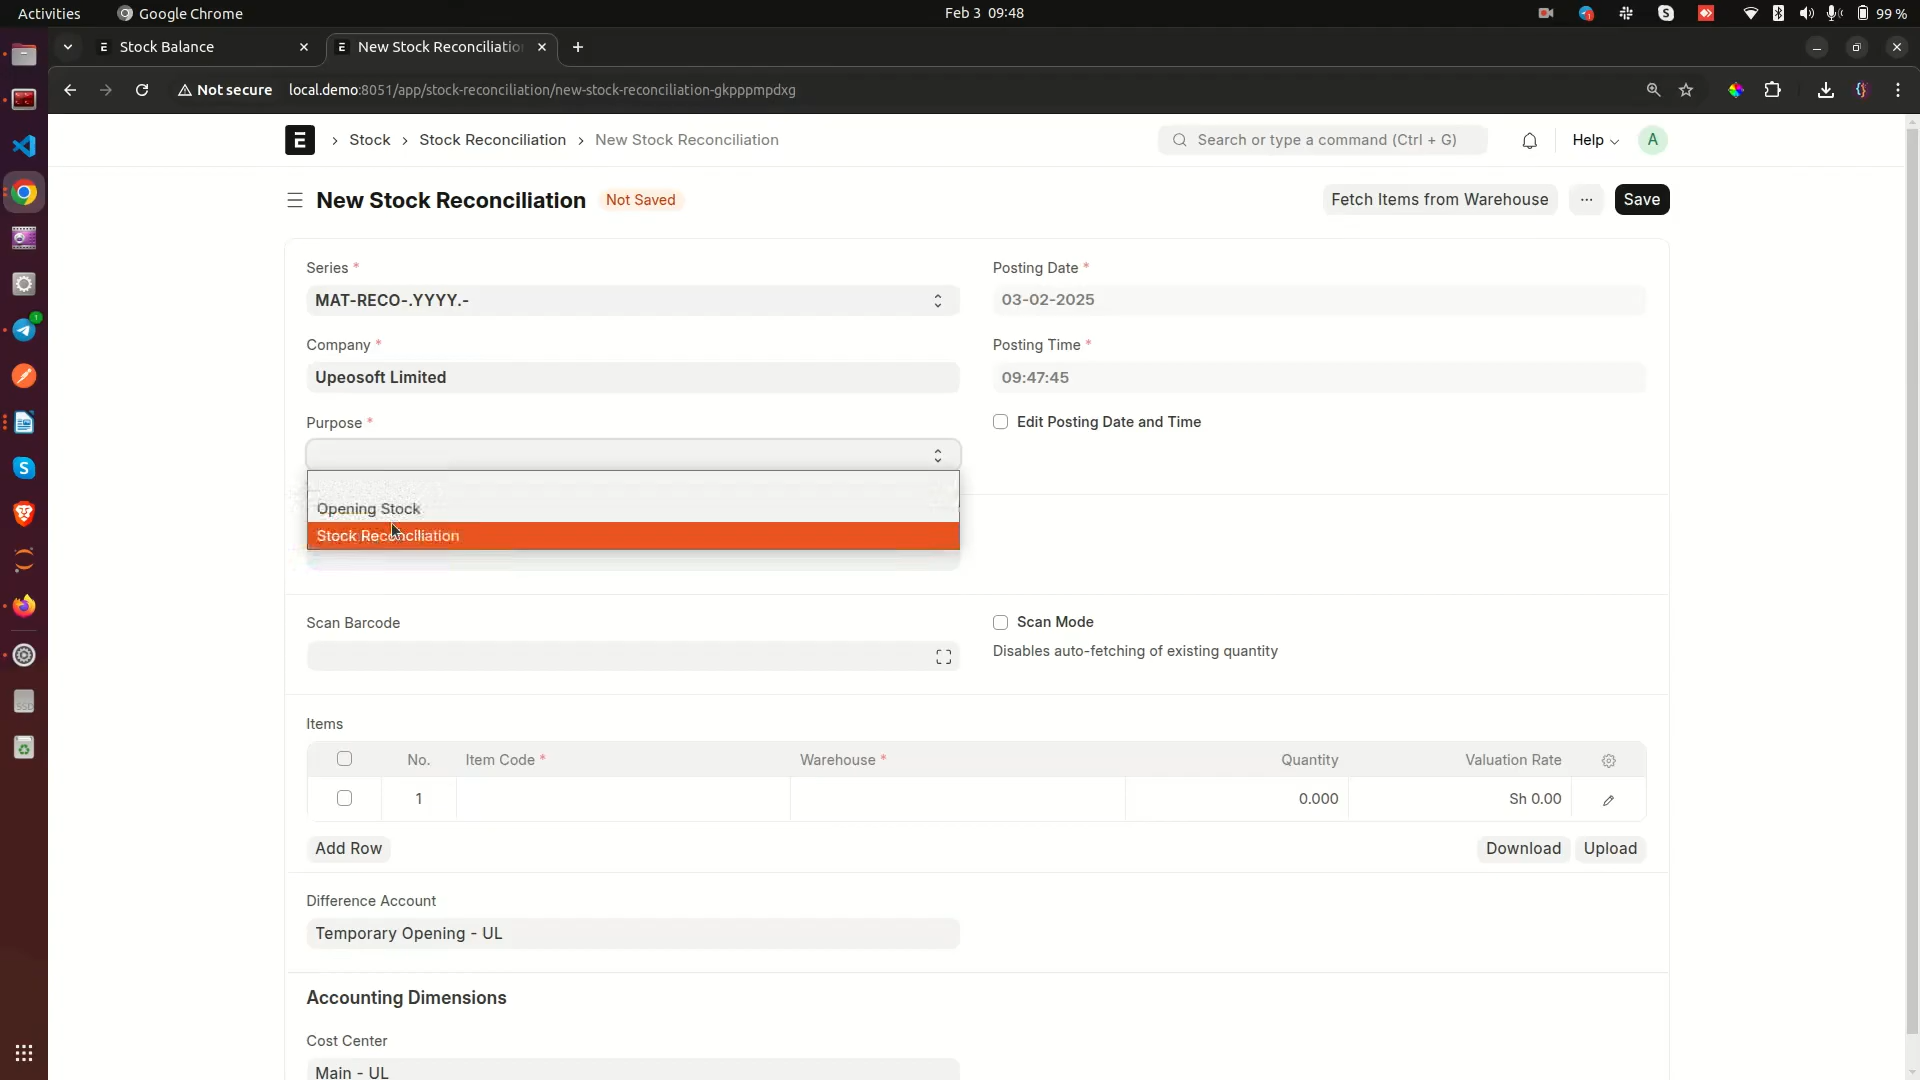 Activities
Google Chrome
Feb 3 09:48
99 %
Stock Balance
New Stock Reconciliatio
Not secure
local.demo:8051/app/stock-reconciliation/new-stock-reconciliation-gkpppmpdxg
Stock
Stock Reconciliation
New Stock Reconciliation
Search or type a command (Ctrl + G)
Help
A
New Stock Reconciliation
Not Saved
Fetch Items from Warehouse
Save
Series *
MAT-RECO-.YYYY.-
Posting Date *
03-02-2025
Company *
Upeosoft Limited
Posting Time *
09:47:45
Purpose *
Edit Posting Date and Time
Opening Stock
Stock Reconciliation
Scan Barcode
Scan Mode
Disables auto-fetching of existing quantity
Items
No.
Item Code *
Warehouse *
Quantity
Valuation Rate
1
0.000
Sh 0.00
Add Row
Download
Upload
Difference Account
Temporary Opening - UL
Accounting Dimensions
Cost Center
Main - UL